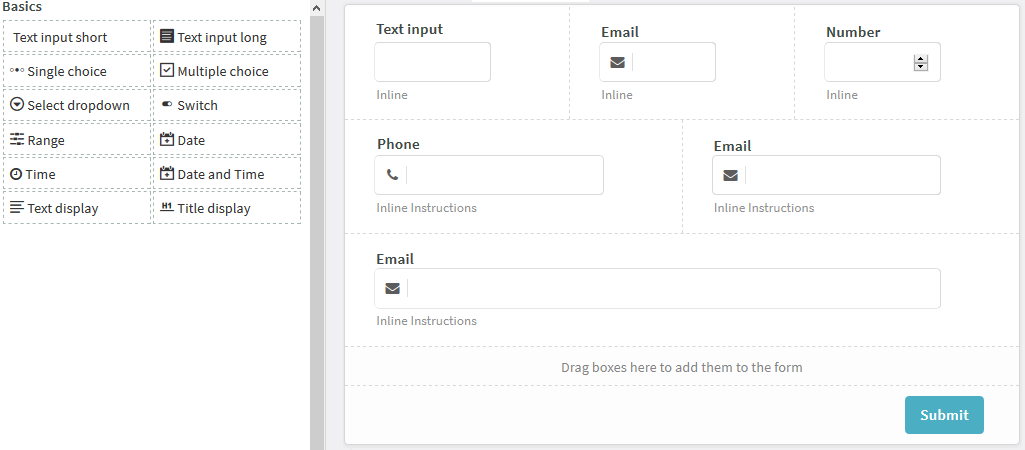 Basics
Text input short
Text input long
Single choice
Multiple choice
Select dropdown
Switch
Range
Date
Time
Date and Time
Text display
H1 Title display
Text input
Email
Number
Inline
Inline
Inline
Phone
Email
Inline Instructions
Inline Instructions
Email
Inline Instructions
Drag boxes here to add them to the form
Submit